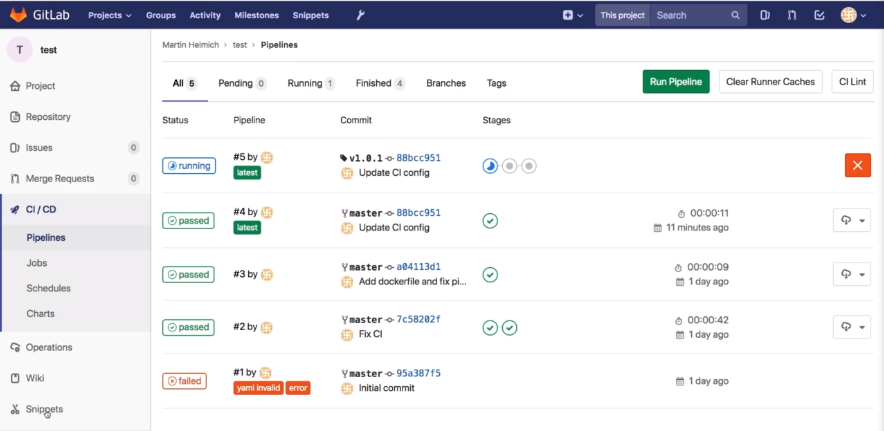 GitLab Projects Groups Activity Milestones Snippets This project Search
T test
Project
Repository
Issues 0
Merge Requests 0
CI / CD
Pipelines
Jobs
Schedules
Charts
Operations
Wiki
Snippets
Martin Helmich > test > Pipelines
All 5 Pending 0 Running 1 Finished 4 Branches Tags Run Pipeline Clear Runner Caches CI Lint
Status Pipeline Commit Stages
running #5 by v1.0.1 88bcc951
latest Update CI config
passed #4 by master 88bcc951 00:00:11
latest Update CI config 11 minutes ago
passed #3 by master a04113d1 00:00:09
Add dockerfile and fix pi... 1 day ago
passed #2 by master 7c58202f 00:00:42
Fix CI 1 day ago
failed #1 by master 95a387f5 1 day ago
yaml invalid error Initial commit